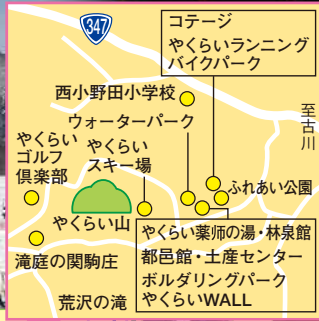 347
コテージ
やくらいランニング
バイクパーク
西小野田小学校
ウォーターパーク
至古川
やくらい
ゴルフ
倶楽部
やくらい
スキー場
ふれあい公園
やくらい山
やくらい薬師の湯・林泉館
都邑館・土産センター
ボルダリングパーク
やくらいWALL
滝庭の関駒庄
荒沢の滝